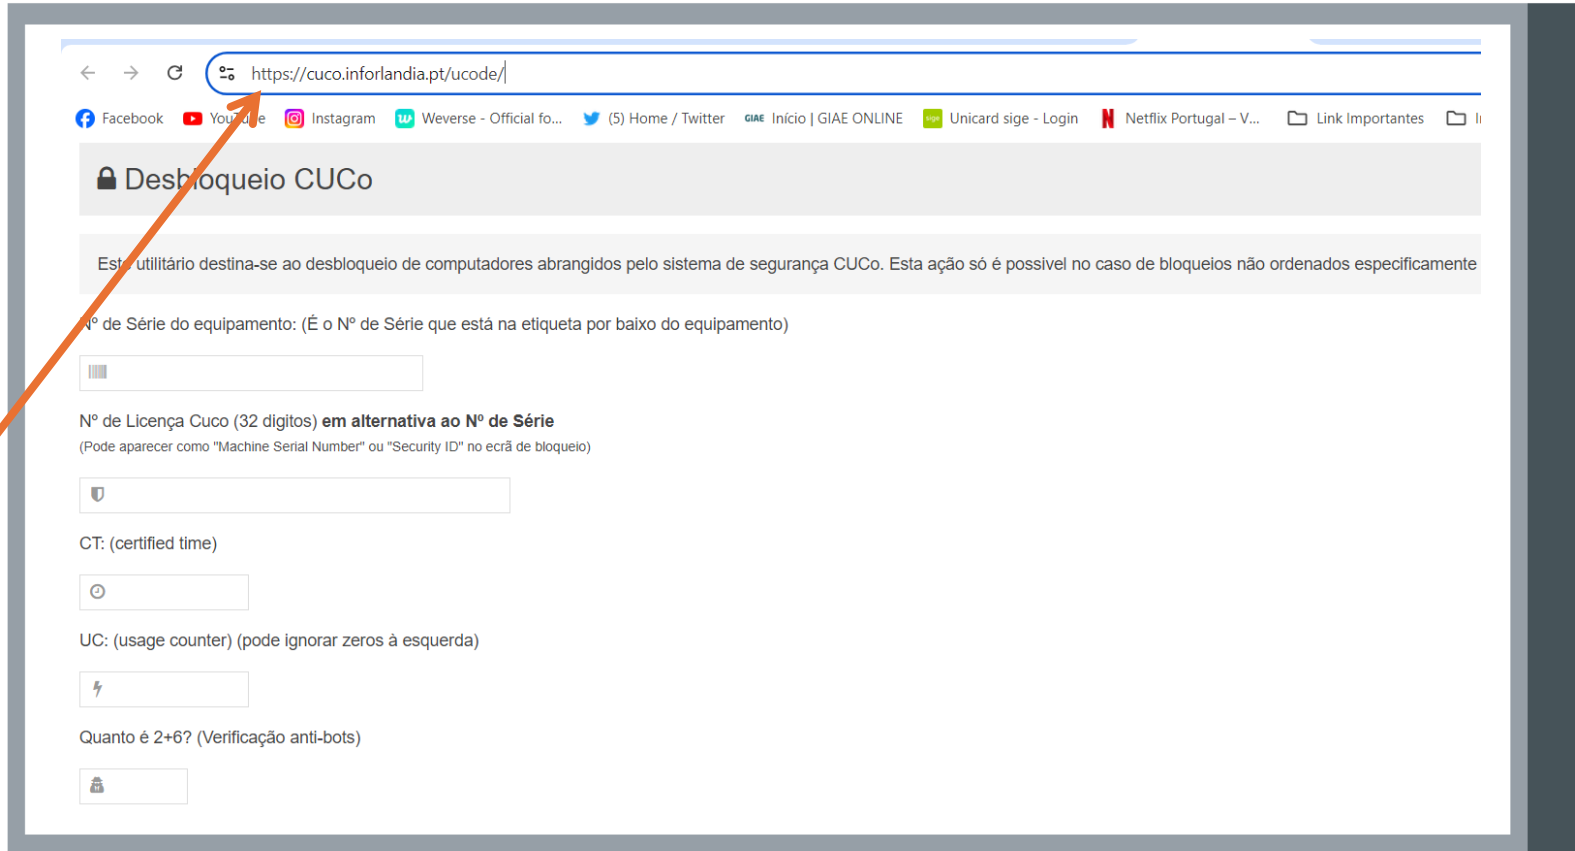 https://cuco.inforlandia.pt/ucode/
Facebook YouTube Instagram Weverse - Official fo... (5) Home / Twitter GIAE Início | GIAE ONLINE sige Unicard sige - Login Netflix Portugal – V... Link Importantes
Desbloqueio CUCo
Este utilitário destina-se ao desbloqueio de computadores abrangidos pelo sistema de segurança CUCo. Esta ação só é possivel no caso de bloqueios não ordenados especificamente
Nº de Série do equipamento: (É o Nº de Série que está na etiqueta por baixo do equipamento)
Nº de Licença Cuco (32 digitos) em alternativa ao Nº de Série
(Pode aparecer como "Machine Serial Number" ou "Security ID" no ecrã de bloqueio)
CT: (certified time)
UC: (usage counter) (pode ignorar zeros à esquerda)
Quanto é 2+6? (Verificação anti-bots)